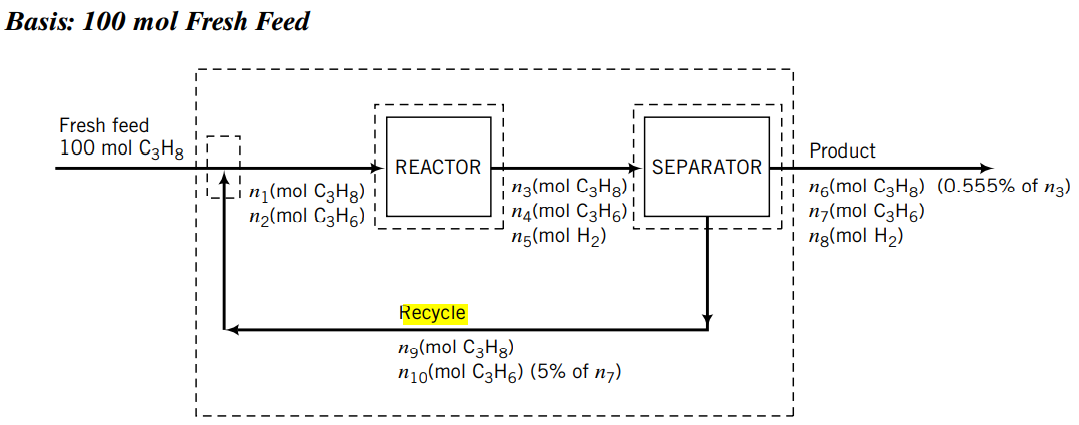 Basis: 100 mol Fresh Feed
Fresh feed
100 mol C3H8
REACTOR
SEPARATOR
Product
n1(mol C3H8)
n2(mol C3H6)
n3(mol C3H8)
n4(mol C3H6)
n5(mol H2)
n6(mol C3H8) (0.555% of n3)
n7(mol C3H6)
n8(mol H2)
Recycle
n9(mol C3H8)
n10(mol C3H6) (5% of n7)